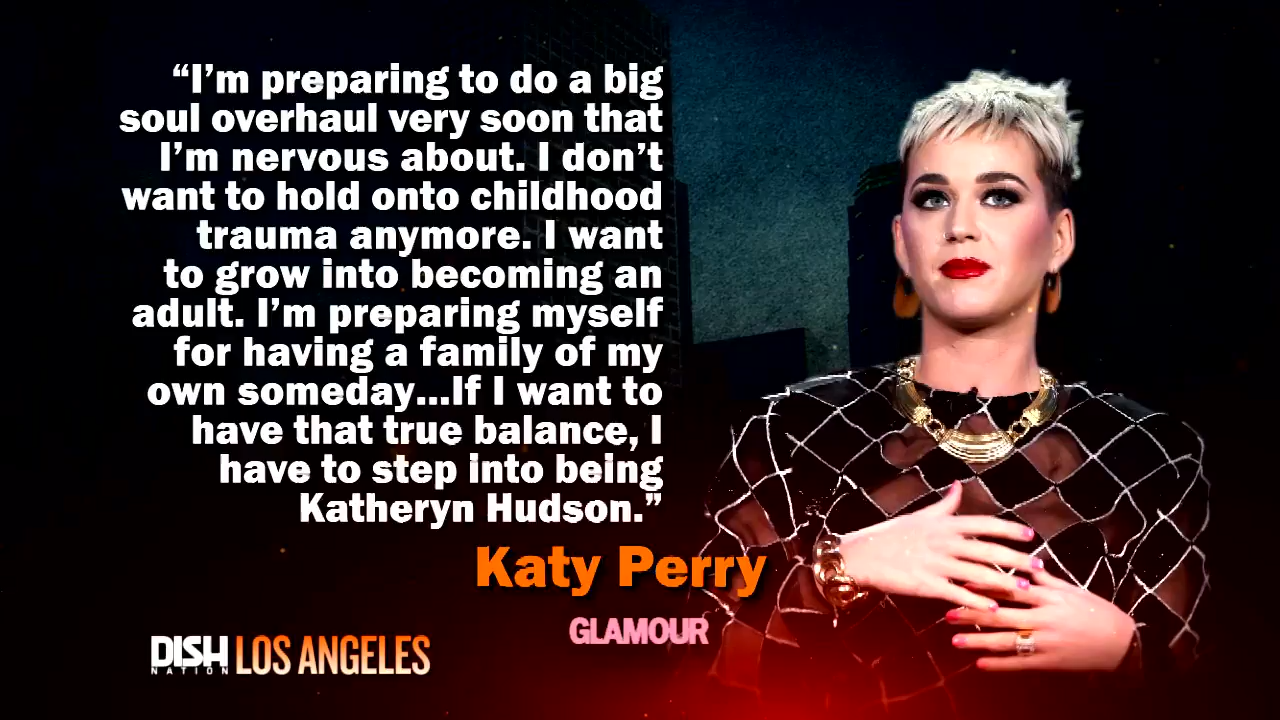 “I’m preparing to do a big
soul overhaul very soon that
I’m nervous about. I don’t
want to hold onto childhood
trauma anymore. I want
to grow into becoming an
adult. I’m preparing myself
for having a family of my
own someday...If I want to
have that true balance, I
have to step into being
Katheryn Hudson.”
Katy Perry
GLAMOUR
DISH NATION LOS ANGELES